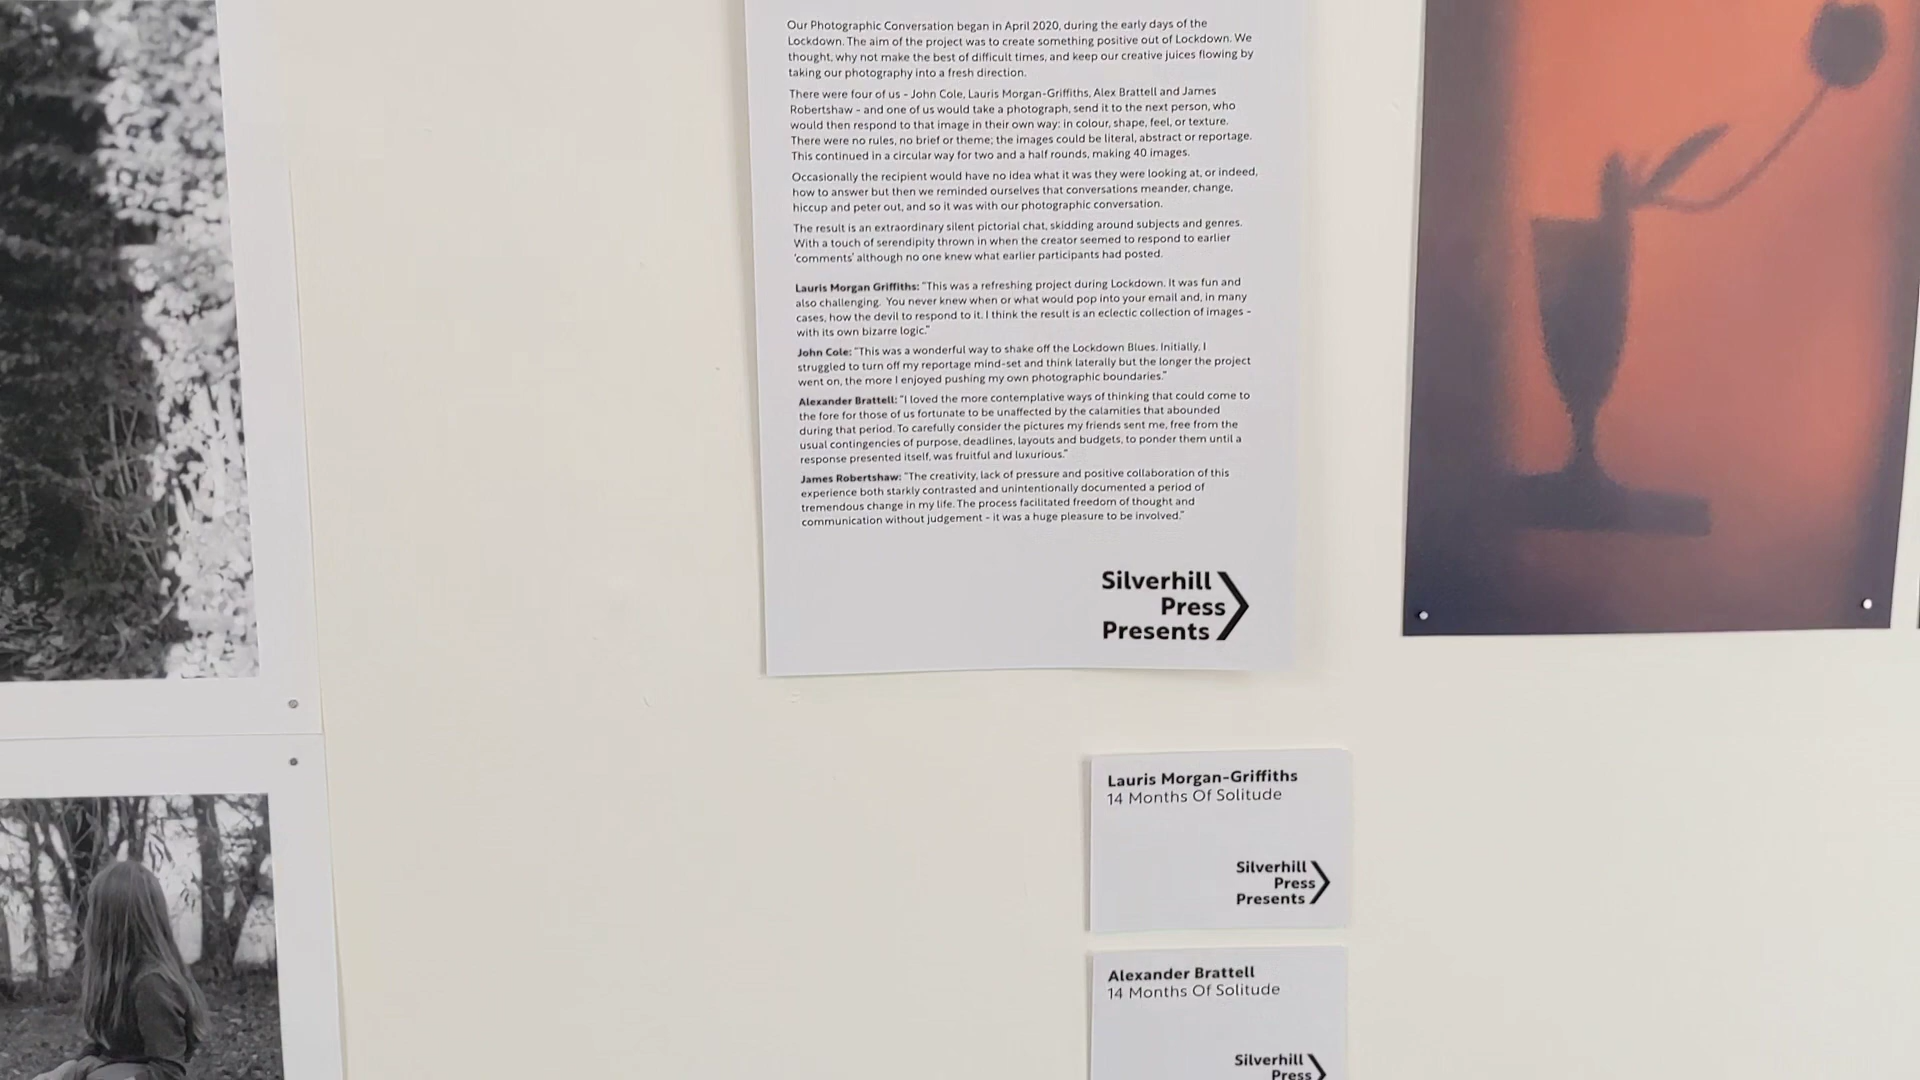 Our Photographic Conversation began in April 2020, during the early days of the
Lockdown. The aim of the project was to create something positive out of Lockdown. We
thought, why not make the best of difficult times, and keep our creative juices flowing by
taking our photography into a fresh direction.
There were four of us - John Cole, Lauris Morgan-Griffiths, Alex Brattell and James
Robertshaw - and one of us would take a photograph, send it to the next person, who
would then respond to that image in their own way: in colour, shape, feel, or texture.
There were no rules, no brief or theme; the images could be literal, abstract or reportage.
This continued in a circular way for two and a half rounds, making 40 images.
Occasionally the recipient would have no idea what it was they were looking at, or indeed,
how to answer but then we reminded ourselves that conversations meander, change,
hiccup and peter out, and so it was with our photographic conversation.
The result is an extraordinary silent pictorial chat, skidding around subjects and genres.
With a touch of serendipity thrown in when the creator seemed to respond to earlier
'comments' although no one knew what earlier participants had posted.
Lauris Morgan Griffiths: "This was a refreshing project during Lockdown. It was fun and
also challenging. You never knew when or what would pop into your email and, in many
cases, how the devil to respond to it. I think the result is an eclectic collection of images -
with its own bizarre logic."
John Cole: "This was a wonderful way to shake off the Lockdown Blues. Initially, I
struggled to turn off my reportage mind-set and think laterally but the longer the project
went on, the more I enjoyed pushing my own photographic boundaries."
Alexander Brattell: "I loved the more contemplative ways of thinking that could come to
the fore for those of us fortunate to be unaffected by the calamities that abounded
during that period. To carefully consider the pictures my friends sent me, free from the
usual contingencies of purpose, deadlines, layouts and budgets, to ponder them until a
response presented itself, was fruitful and luxurious."
James Robertshaw: "The creativity, lack of pressure and positive collaboration of this
experience both starkly contrasted and unintentionally documented a period of
tremendous change in my life. The process facilitated freedom of thought and
communication without judgement - it was a huge pleasure to be involved."
Silverhill
Press
Presents
Lauris Morgan-Griffiths
14 Months Of Solitude
Silverhill
Press
Presents
Alexander Brattell
14 Months Of Solitude
Silverhill
Press